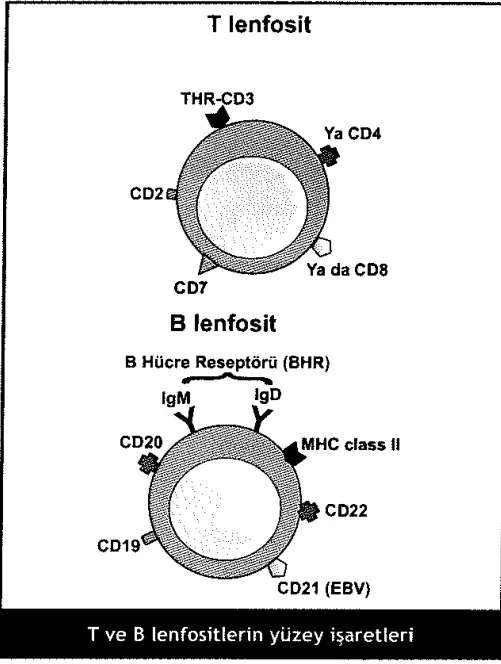 T lenfosit
THR-CD3
Ya CD4
CD2
Ya da CD8
CD7
B lenfosit
B Hücre Reseptörü (BHR)
IgM
IgD
CD20
MHC class II
CD22
CD19
CD21 (EBV)
T ve B lenfositlerin yüzey işaretleri